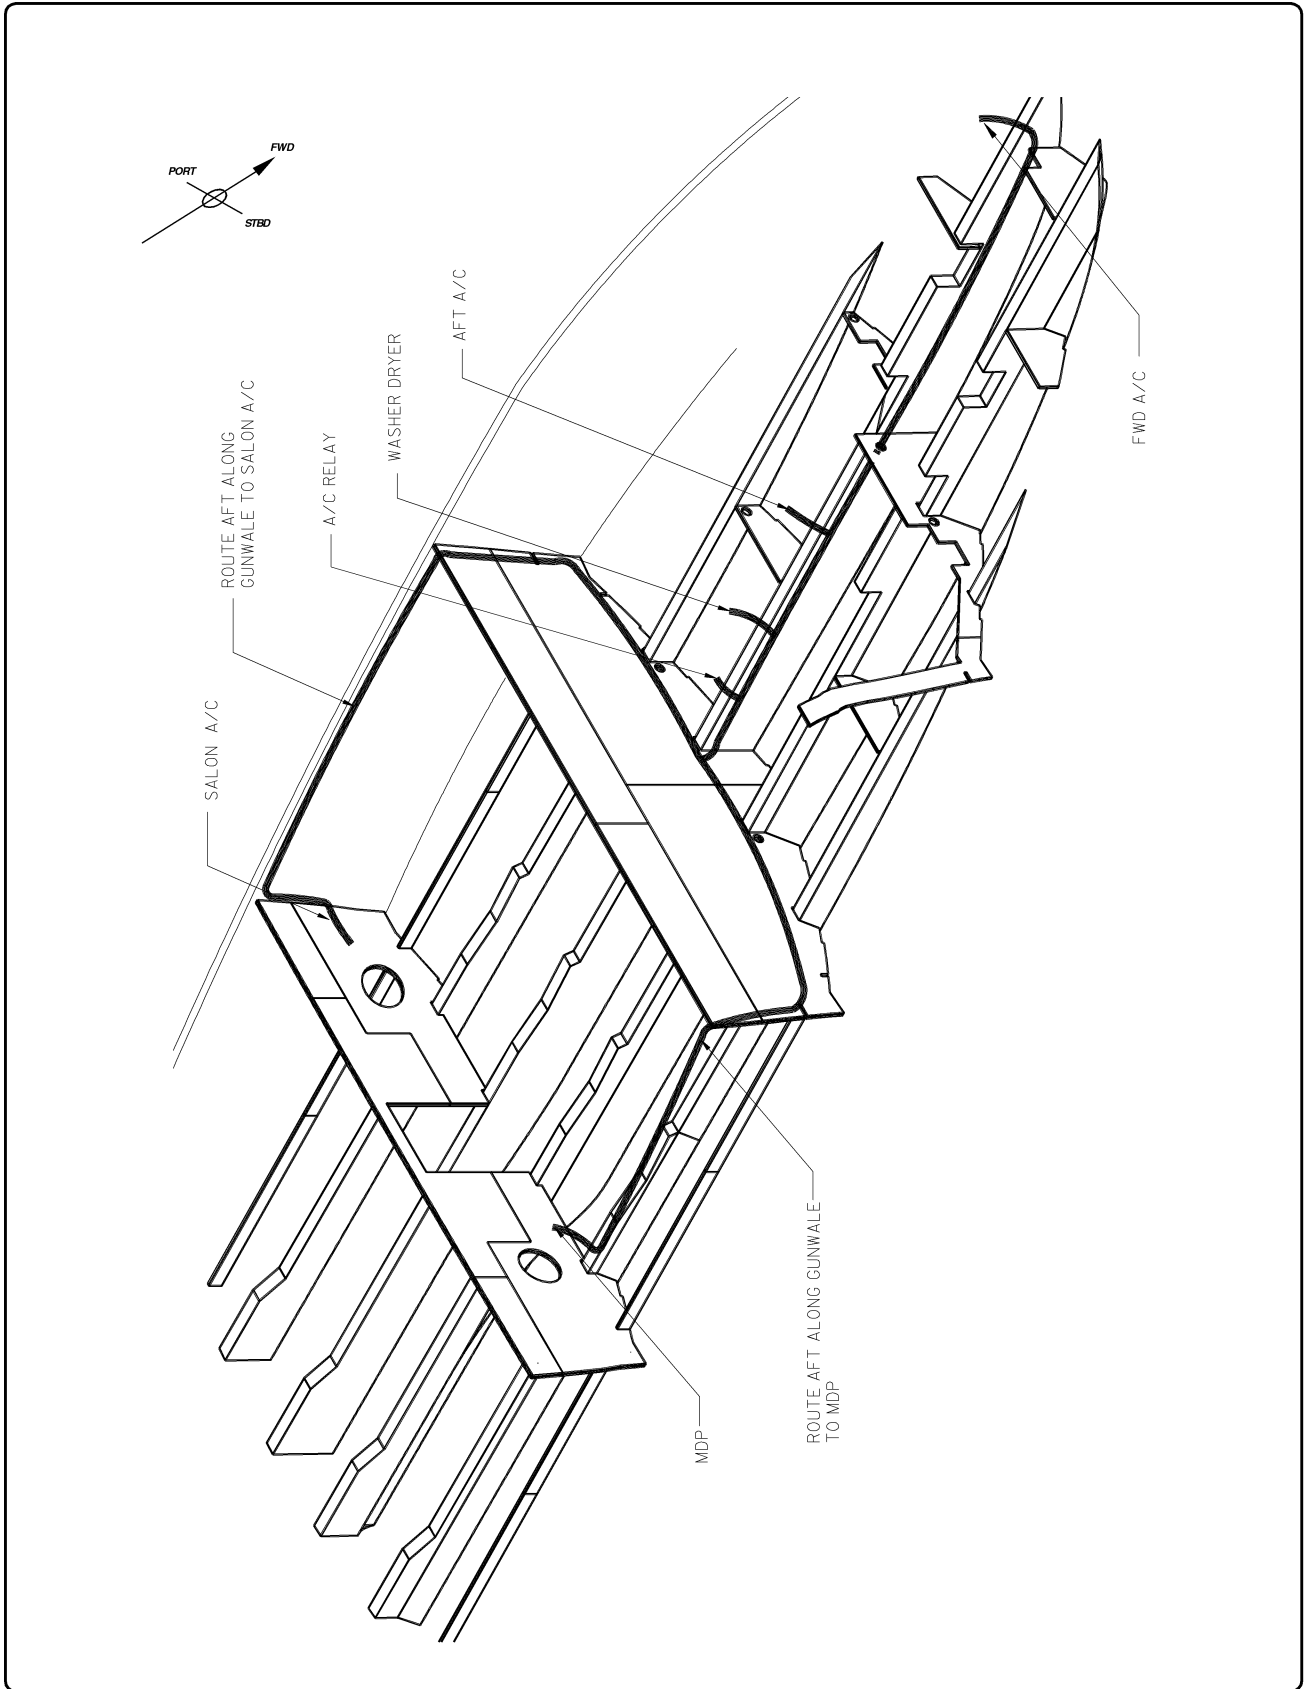 FWD
PORT
STBD
AFT A/C
WASHER DRYER
ROUTE AFT ALONG
GUNWALE TO SALON A/C
A/C RELAY
SALON A/C
FWD A/C
ROUTE AFT ALONG GUNWALE
TO MDP
MDP